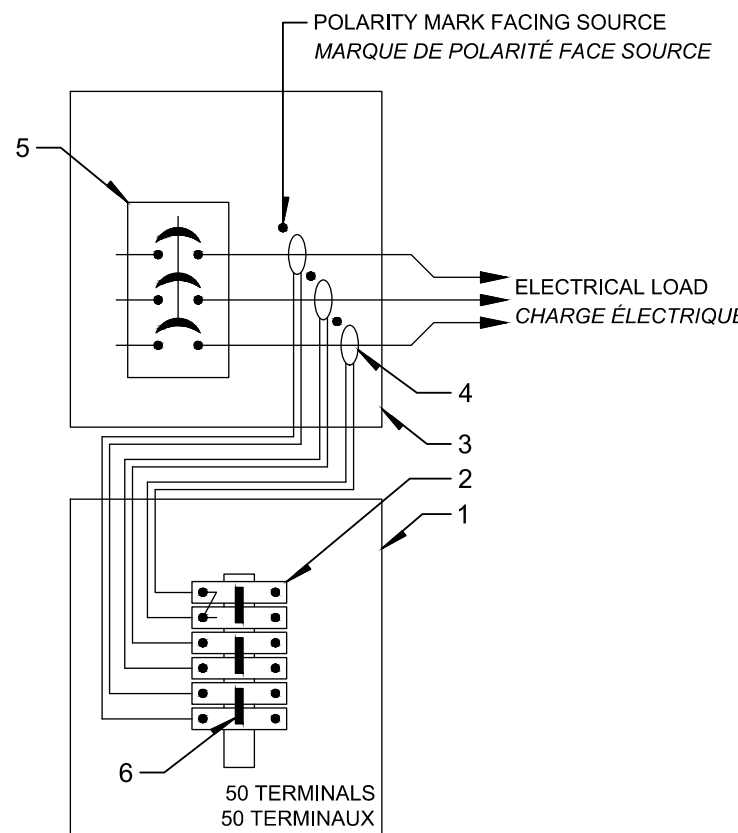 POLARITY MARK FACING SOURCE
MARQUE DE POLARITÉ FACE SOURCE
5
ELECTRICAL LOAD
CHARGE ÉLECTRIQUE
4
3
2
1
6
50 TERMINALS
50 TERMINAUX